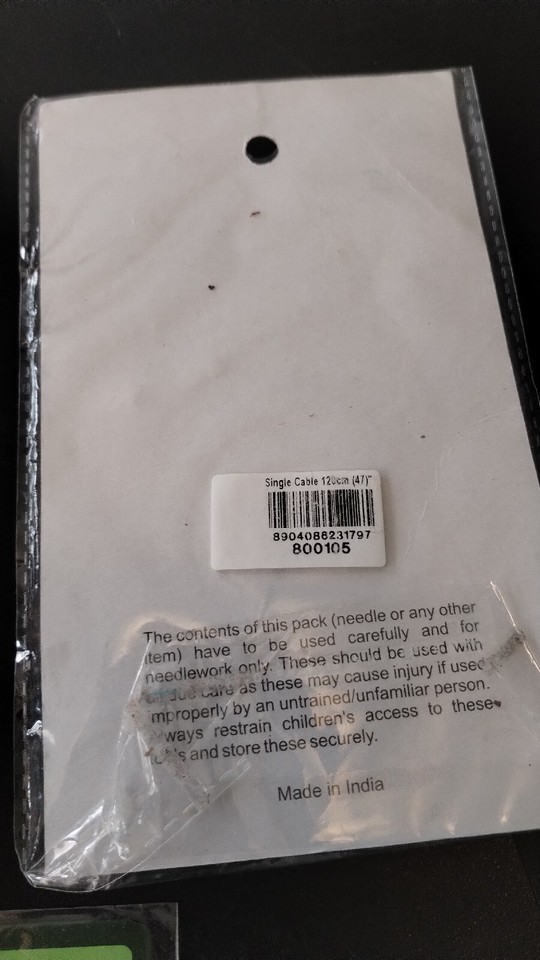 Single Cable 120cm (47)"
8904086231797
800105
The contents of this pack (needle or any other
item) have to be used carefully and for
needlework only. These should be used with
care as these may cause injury if used
mproperly by an untrained/unfamiliar person.
ways restrain children's access to these
and store these securely.
Made in India